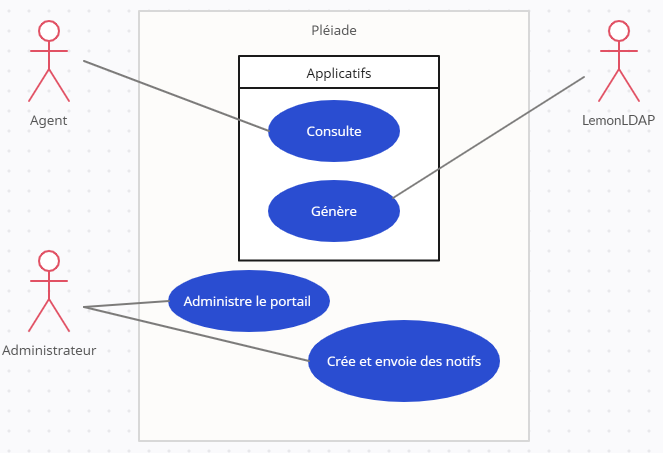 Pléiade
Applicatifs
Agent
Consulte
LemonLDAP
Génère
Administre le portail
Administrateur
Crée et envoie des notifs